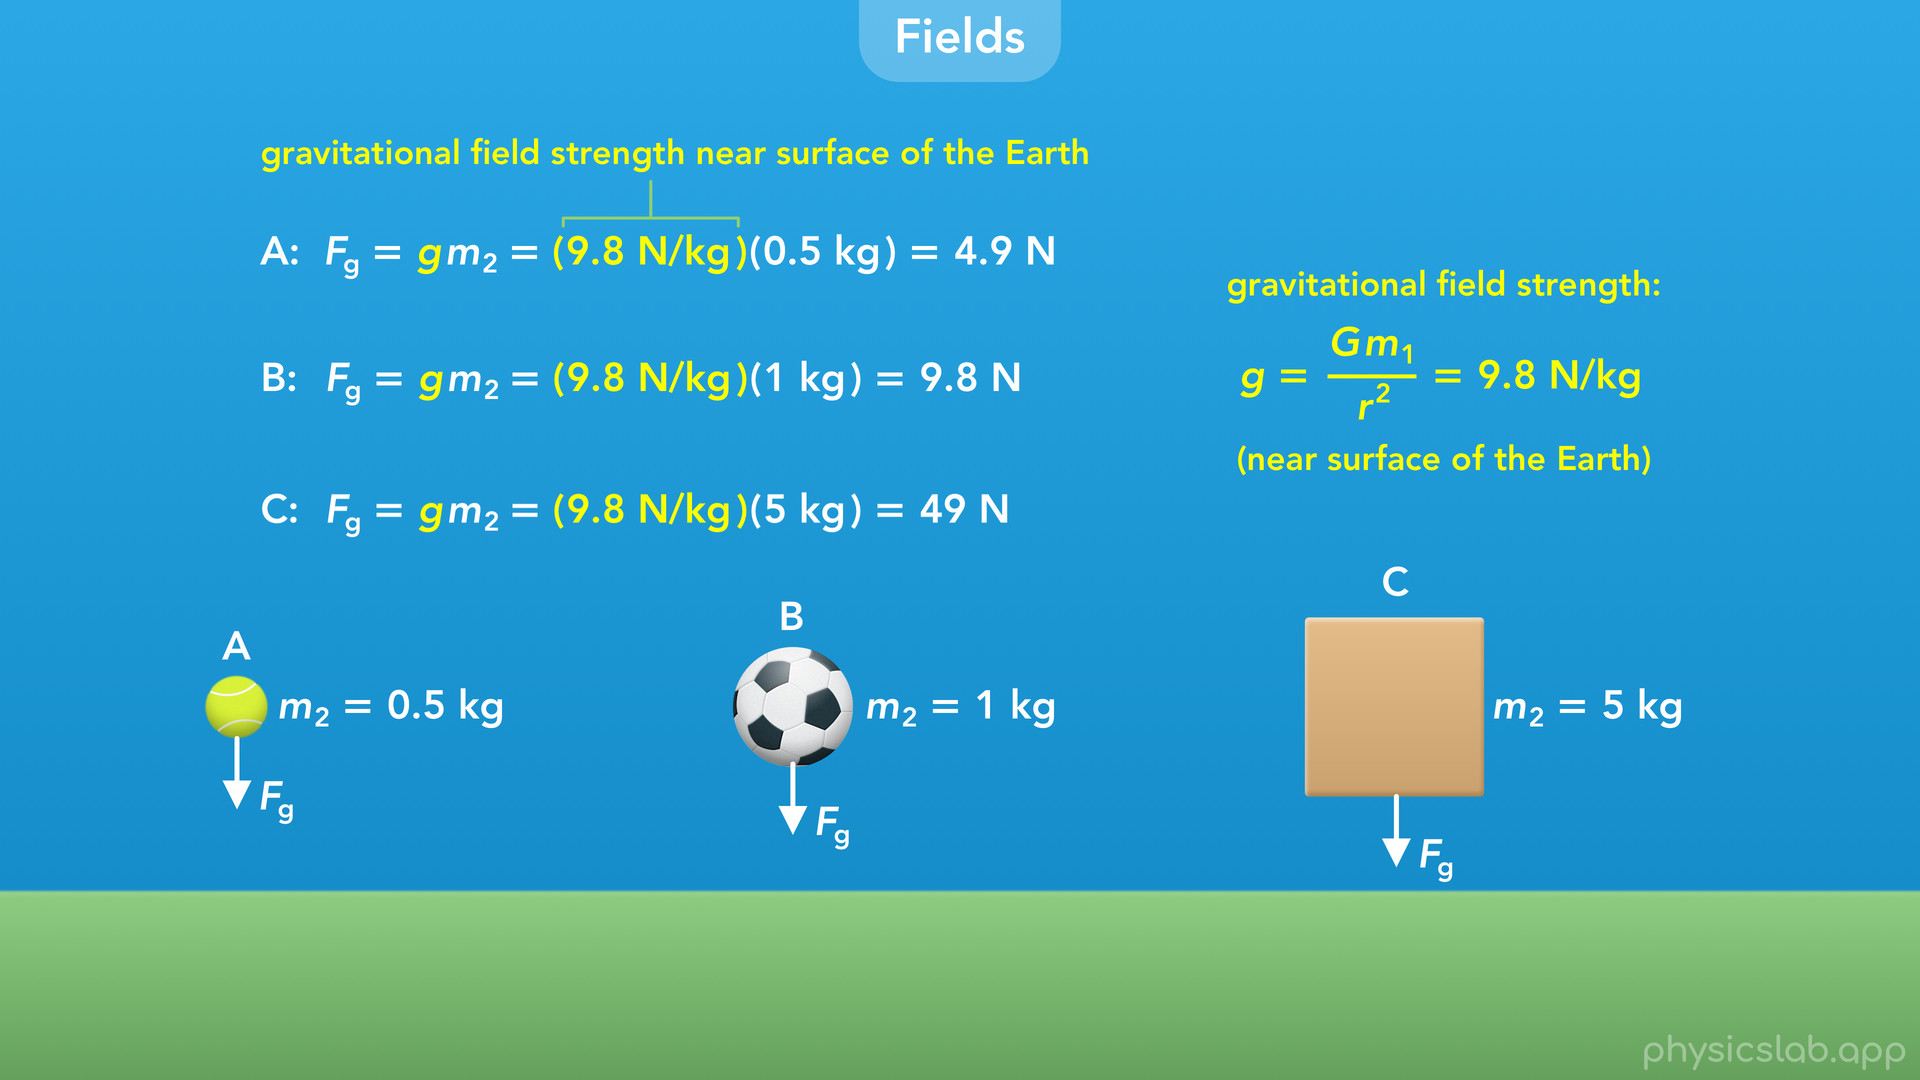 Fields
gravitational field strength near surface of the Earth
A: Fg = gm₂ = (9.8 N/kg)(0.5 kg) = 4.9 N
B: Fg = gm₂ = (9.8 N/kg)(1 kg) = 9.8 N
C: Fg = gm₂ = (9.8 N/kg)(5 kg) = 49 N
gravitational field strength:
g = Gm₁/r² = 9.8 N/kg
(near surface of the Earth)
A
m₂ = 0.5 kg
Fg
B
m₂ = 1 kg
Fg
C
m₂ = 5 kg
Fg
physicslab.app